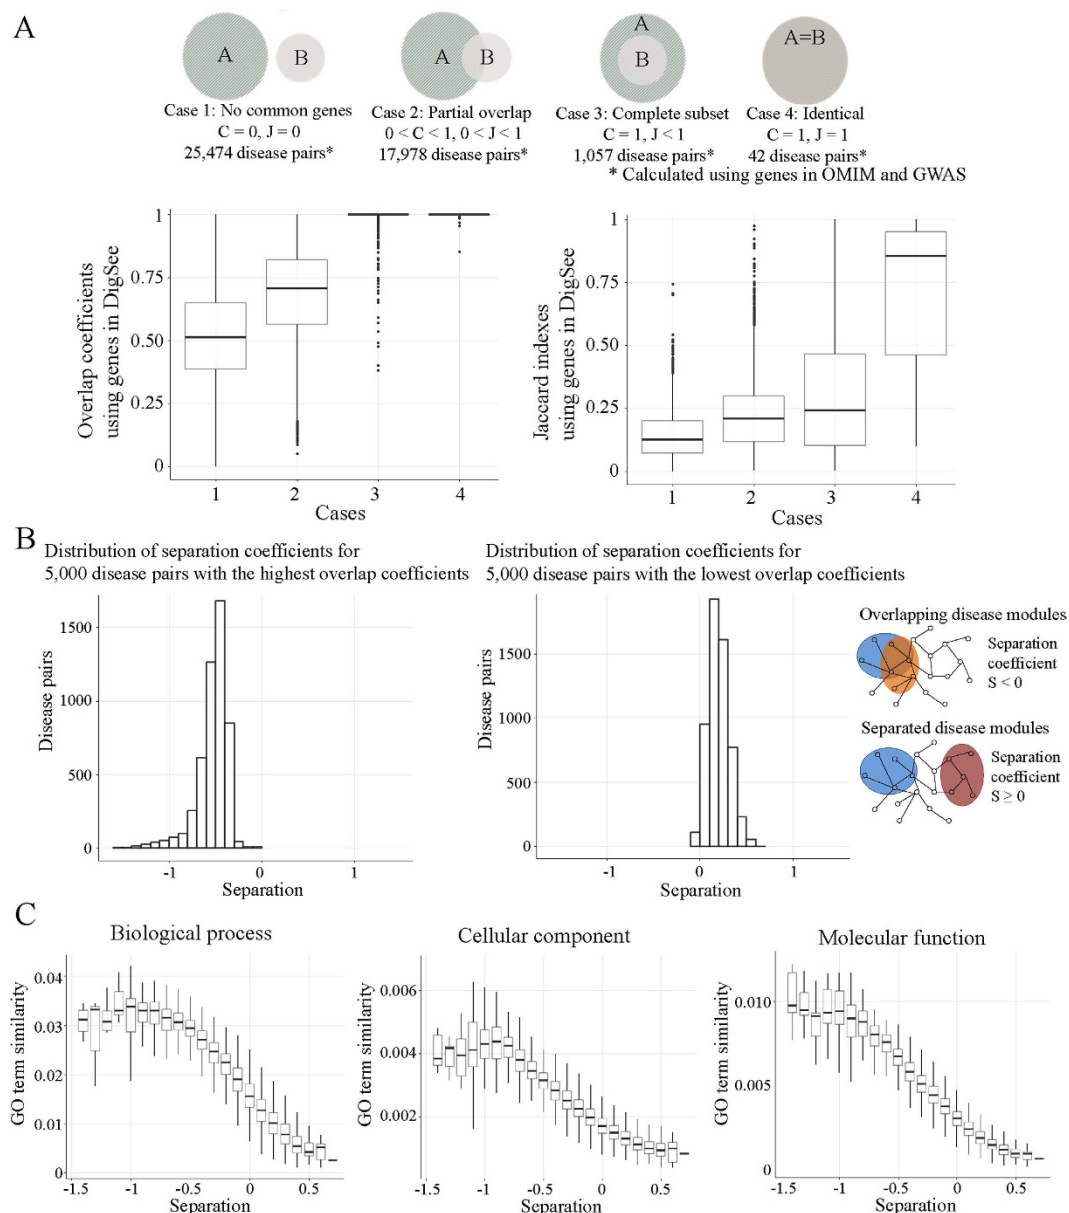 A
A
B
A
B
A
B
A=B
Case 1: No common genes
C = 0, J = 0
25,474 disease pairs*
Case 2: Partial overlap
0 < C < 1, 0 < J < 1
17,978 disease pairs*
Case 3: Complete subset
C = 1, J < 1
1,057 disease pairs*
Case 4: Identical
C = 1, J = 1
42 disease pairs*
* Calculated using genes in OMIM and GWAS
Overlap coefficients
using genes in DigSee
1
0.75
0.50
0.25
0
1 2 3 4
Cases
Jaccard indexes
using genes in DigSee
1
0.75
0.50
0.25
0
1 2 3 4
Cases
B
Distribution of separation coefficients for
5,000 disease pairs with the highest overlap coefficients
Disease pairs
1500
1000
500
0
-1 0 1
Separation
Distribution of separation coefficients for
5,000 disease pairs with the lowest overlap coefficients
Disease pairs
1500
1000
500
0
-1 0 1
Separation
Overlapping disease modules
Separation
coefficient
S < 0
Separated disease modules
Separation
coefficient
S ≥ 0
C
Biological process
GO term similarity
0.04
0.03
0.02
0.01
0
-1.5 -1 -0.5 0 0.5
Separation
Cellular component
GO term similarity
0.006
0.004
0.002
-1.5 -1 -0.5 0 0.5
Separation
Molecular function
GO term similarity
0.010
0.005
0
-1.5 -1 -0.5 0 0.5
Separation